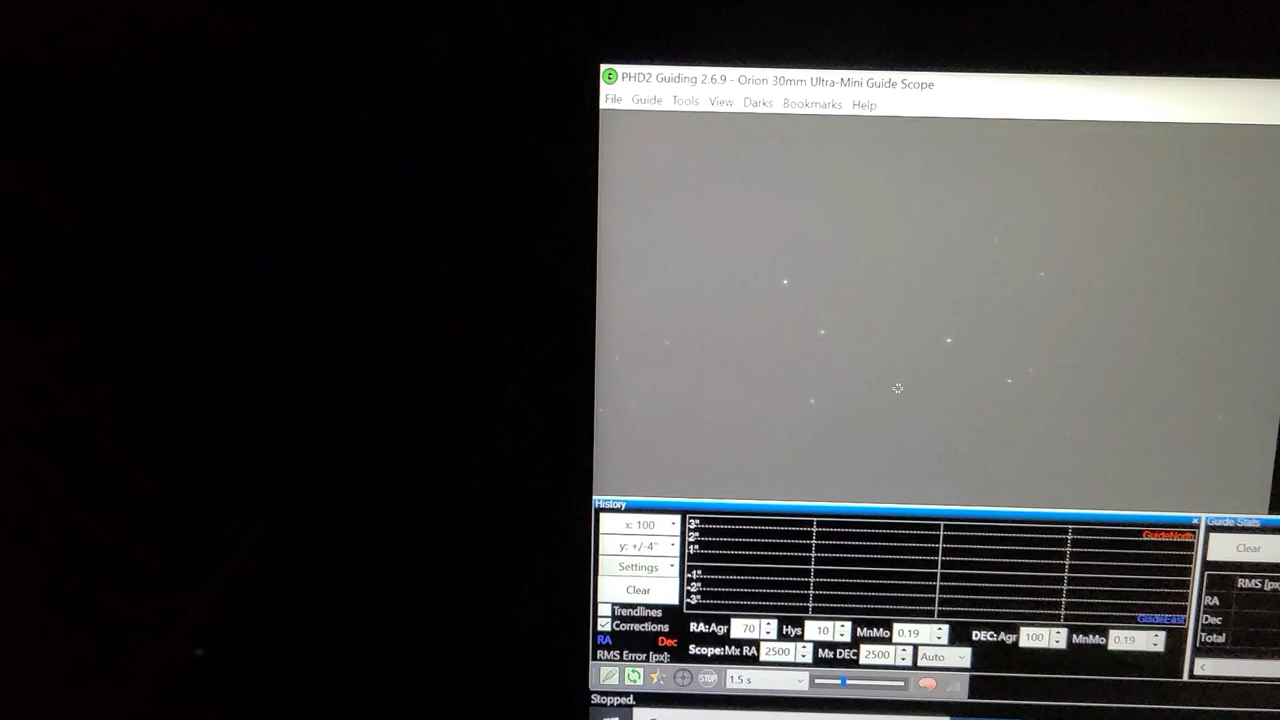 PHD2 Guiding 2.6.9 - Orion 30mm Ultra-Mini Guide Scope
File Guide Tools View Darks Bookmarks Help
History
Guide Stats
x: 100
y: +/-4"
Settings
Clear
3"
2"
1"
-1"
-2"
-3"
GuideNorth
GuideEast
Clear
RMS [px
RA
Dec
Total
Trendlines
Corrections
RA Dec
RMS Error [px]:
RA: Agr 70 Hys 10 MnMo 0.19 DEC: Agr 100 MnMo 0.19
Scope: Mx RA 2500 Mx DEC 2500 Auto
STOP
1.5 s
Stopped.